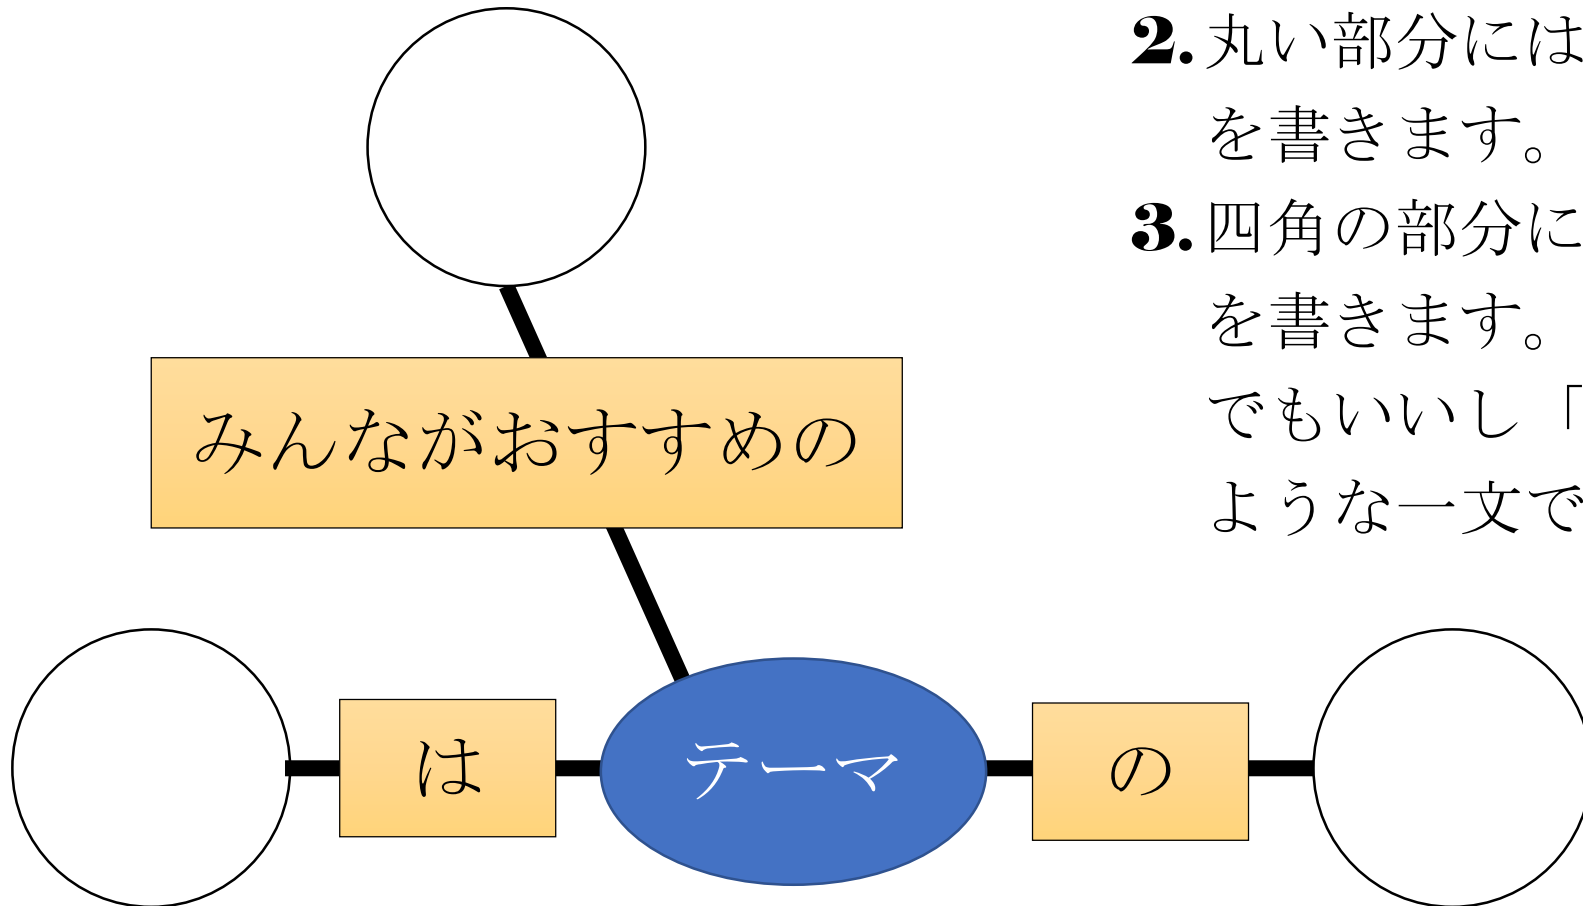 2.丸い部分には
を書きます。
3.四角の部分に
を書きます。
でもいいし「
ような一文で
みんながおすすめの
は
テーマ
の